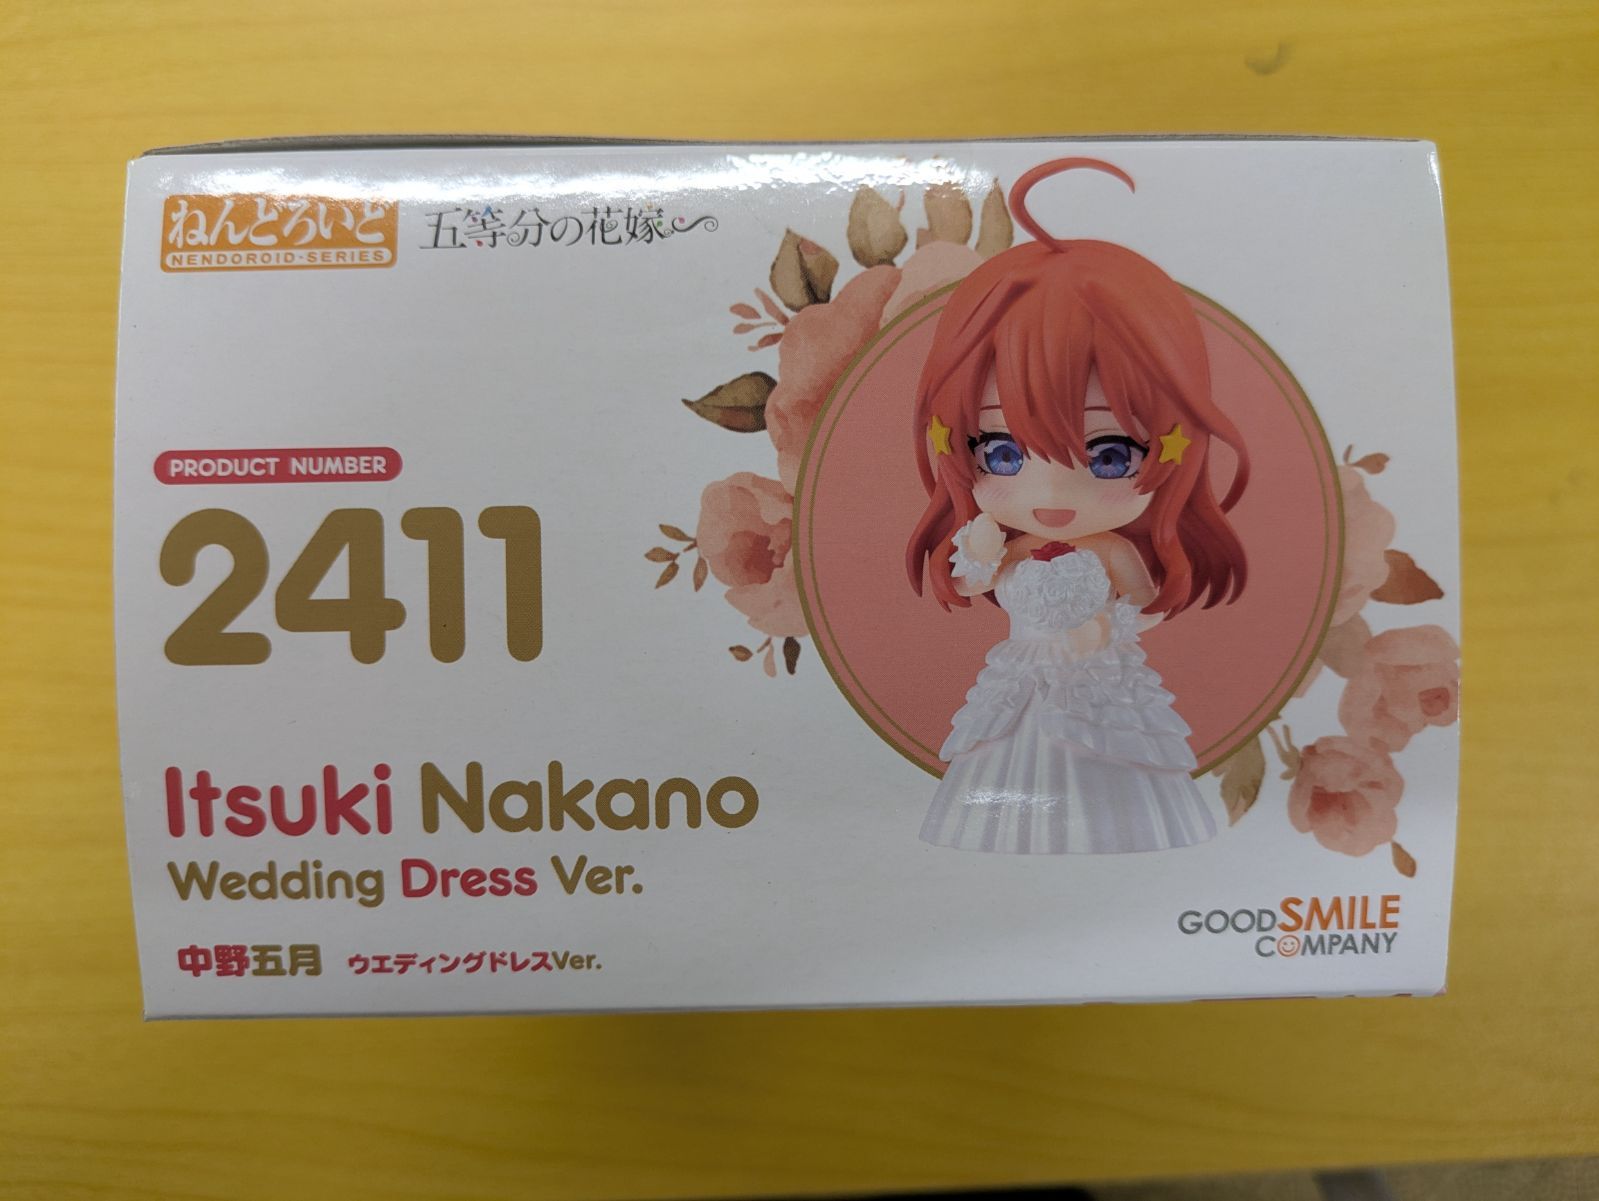 ねんどろいど
NENDOROID-SERIES
五等分の花嫁〜
PRODUCT NUMBER
2411
Itsuki Nakano
Wedding Dress Ver.
中野五月 ウエディングドレスVer.
GOOD SMILE
COMPANY